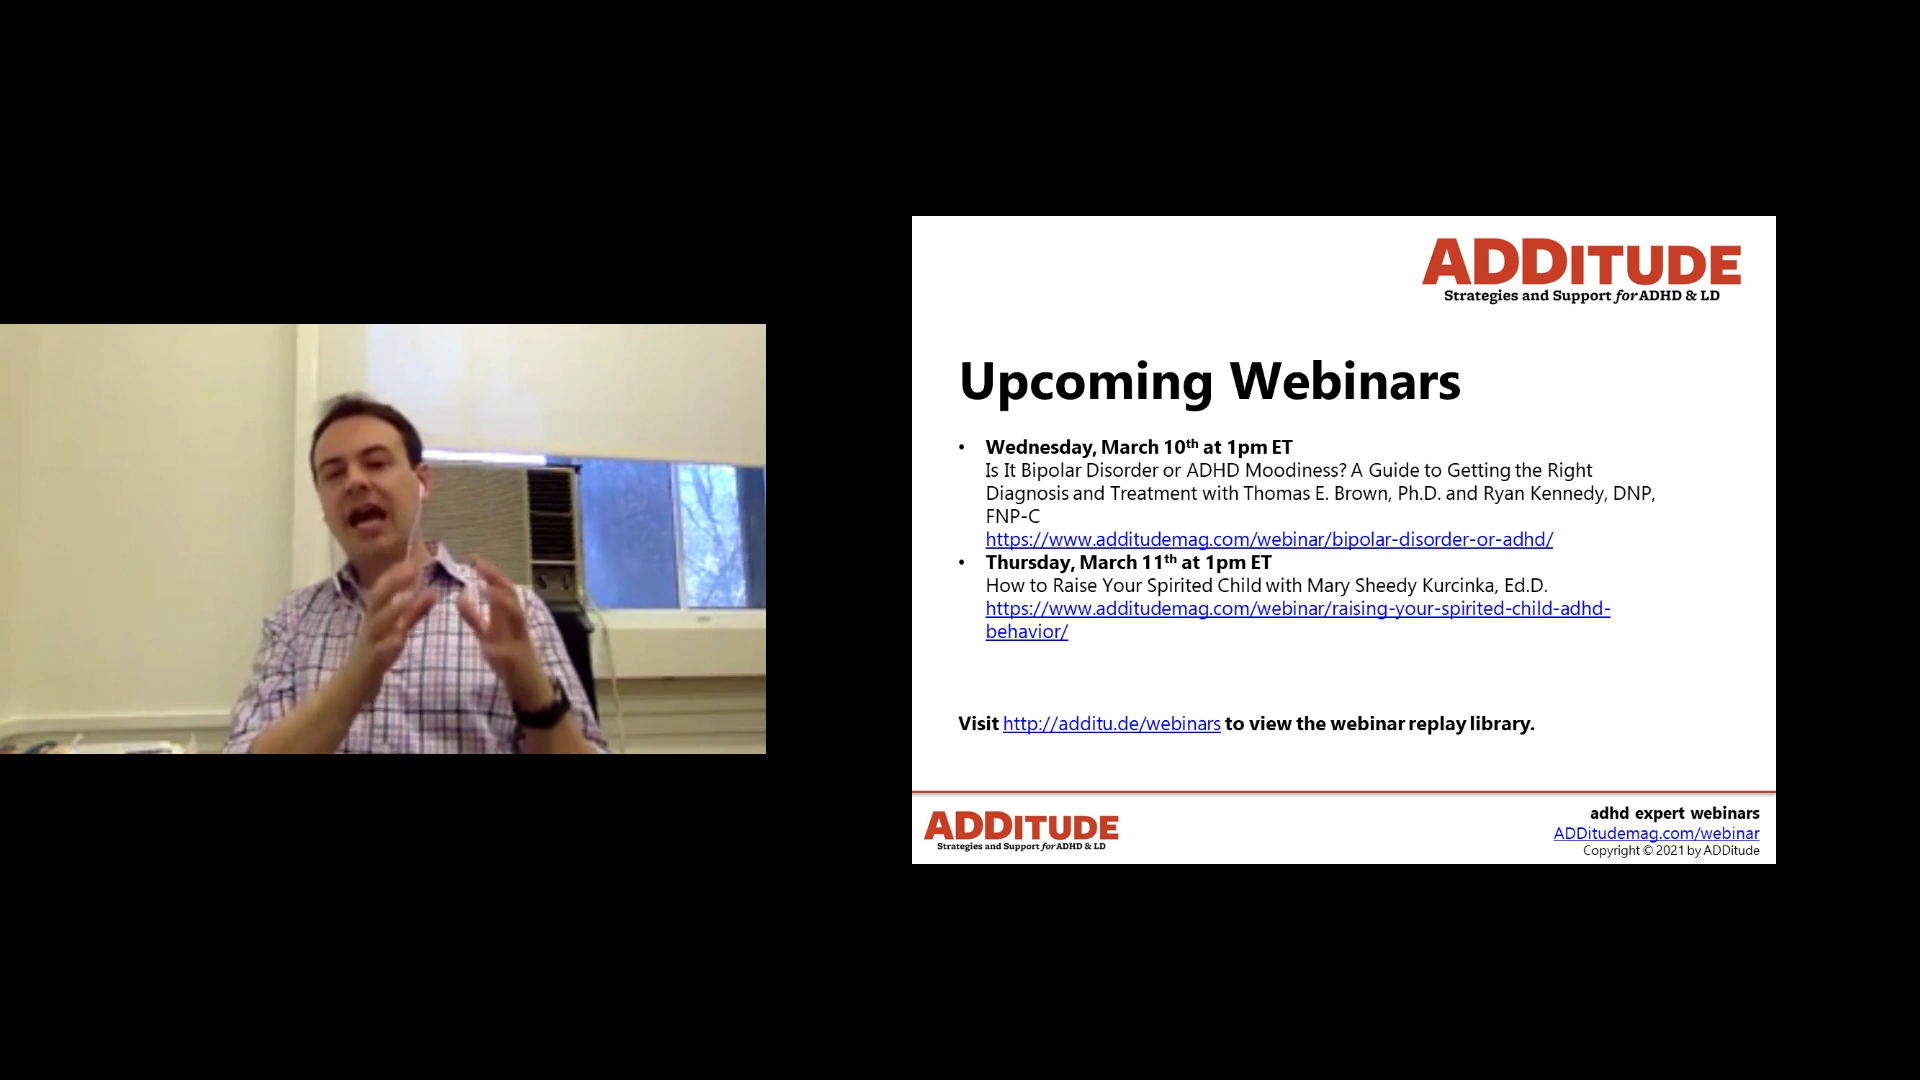 ADDITUDE
Strategies and Support for ADHD & LD
Upcoming Webinars
• Wednesday, March 10th at 1pm ET
Is It Bipolar Disorder or ADHD Moodiness? A Guide to Getting the Right
Diagnosis and Treatment with Thomas E. Brown, Ph.D. and Ryan Kennedy, DNP,
FNP-C
https://www.additudemag.com/webinar/bipolar-disorder-or-adhd/
• Thursday, March 11th at 1pm ET
How to Raise Your Spirited Child with Mary Sheedy Kurcinka, Ed.D.
https://www.additudemag.com/webinar/raising-your-spirited-child-adhd-
behavior/
Visit http://additu.de/webinars to view the webinar replay library.
ADDITUDE
Strategies and Support for ADHD & LD
adhd expert webinars
ADDitudemag.com/webinar
Copyright © 2021 by ADDitude